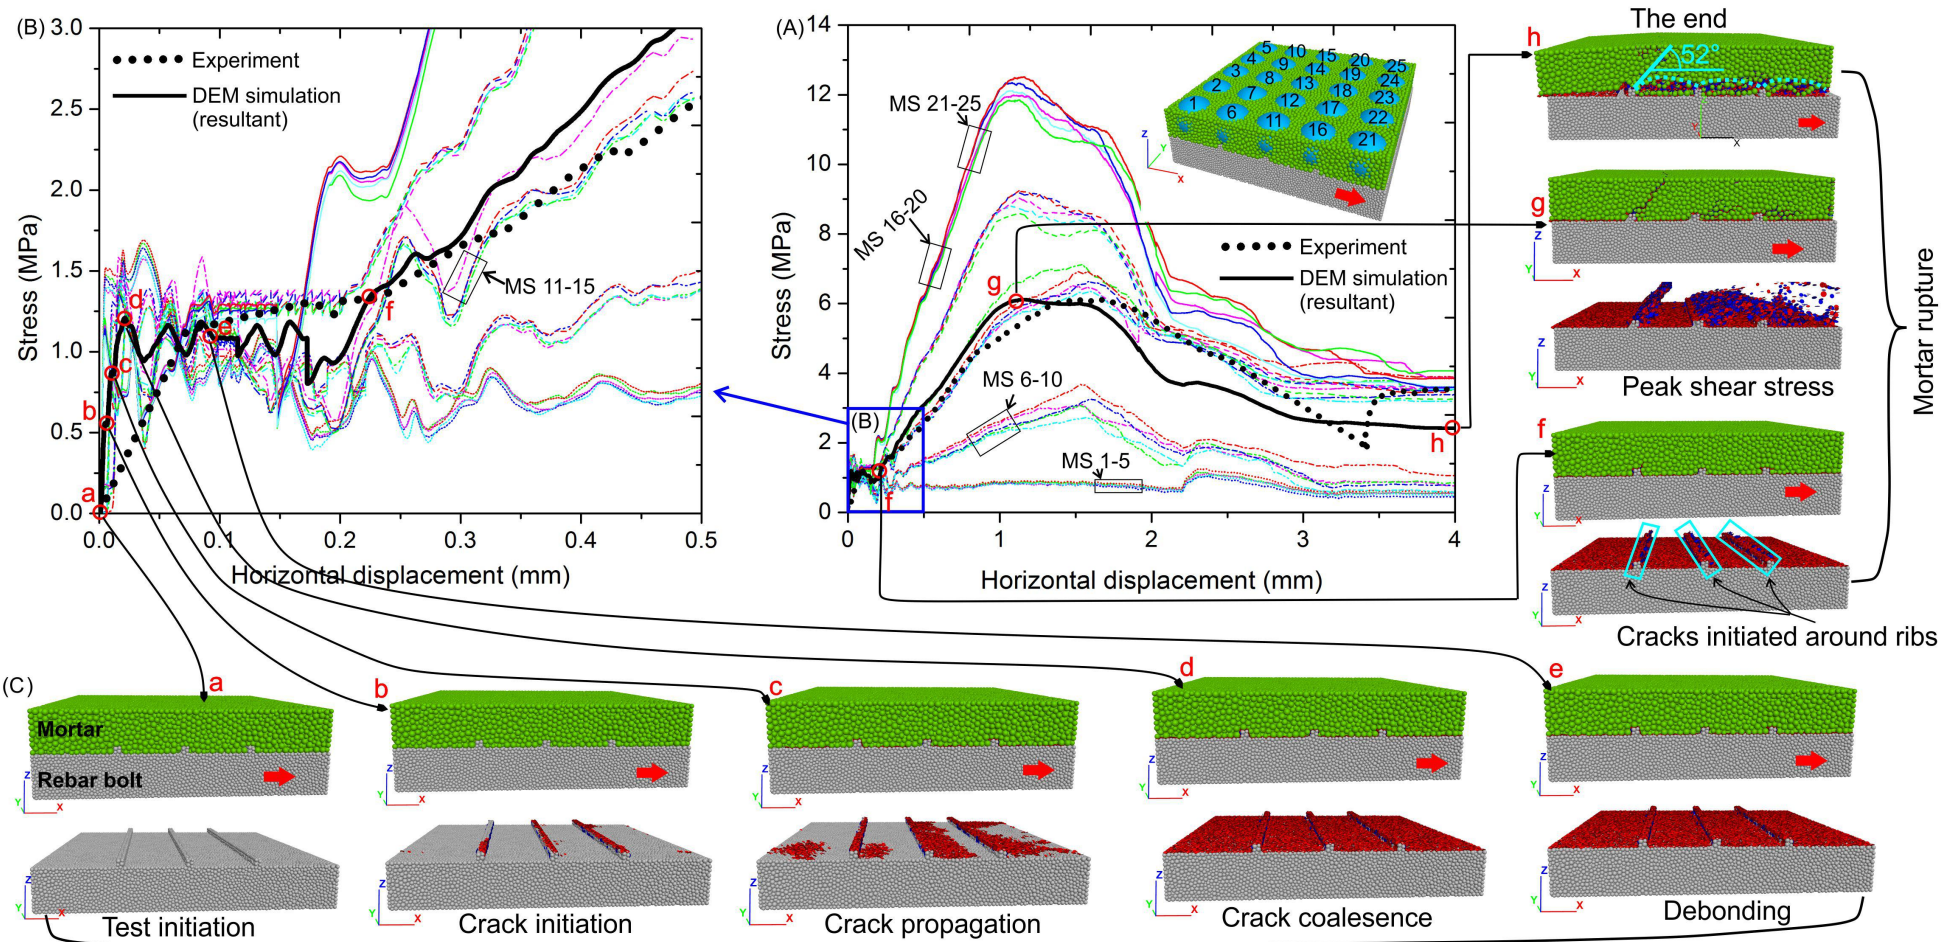 (B)
3.0
2.5
2.0
1.5
1.0
0.5
0.0
Stress (MPa)
Experiment
DEM simulation
(resultant)
MS 11-15
a
b
c
d
e
f
0.0 0.1 0.2 0.3 0.4 0.5
Horizontal displacement (mm)
(A)
14
12
10
8
6
4
2
0
Stress (MPa)
MS 21-25
MS 16-20
MS 6-10
MS 1-5
5 10 15 20 25
4 9 14 19 24
3 8 13 18 23
2 7 12 17 22
1 6 11 16 21
Z
Y
X
Experiment
DEM simulation
(resultant)
g
(B)
f
h
0 1 2 3 4
Horizontal displacement (mm)
The end
h
52°
Y
X
g
Z
Y
X
Z
Y
X
Peak shear stress
f
Z
Y
X
Z
Y
X
Cracks initiated around ribs
Mortar rupture
(C)
a
Mortar
Rebar bolt
Z
Y
X
Z
Y
X
Test initiation
b
Z
Y
X
Z
Y
X
Crack initiation
c
Z
Y
X
Z
Y
X
Crack propagation
d
Z
Y
X
Z
Y
X
Crack coalesence
e
Z
Y
X
Z
Y
X
Debonding